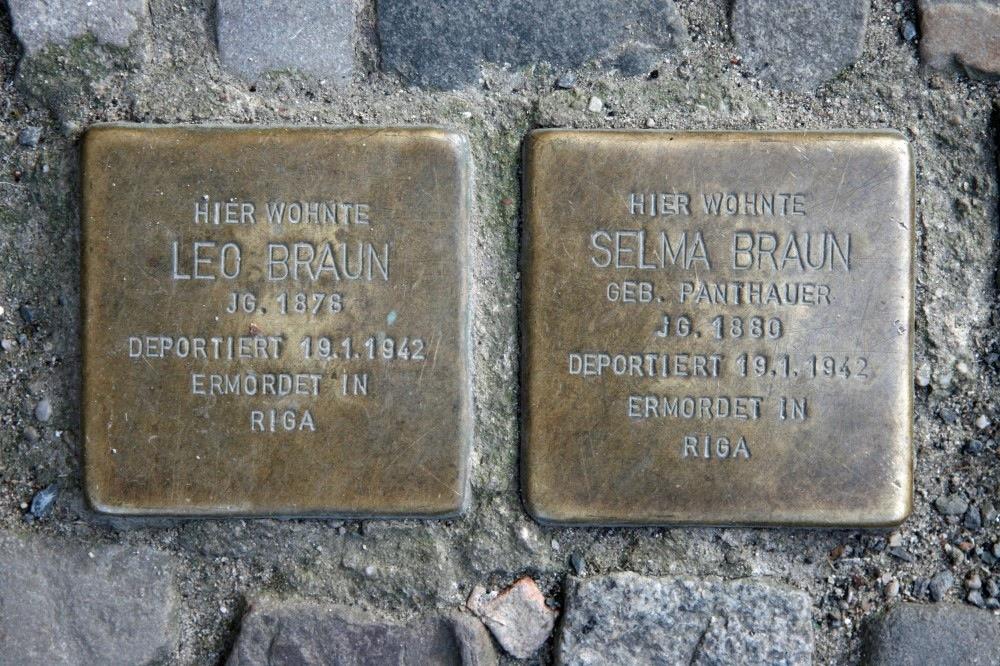 HIER WOHNTE
LEO BRAUN
JG. 1878
DEPORTIERT 19.1.1942
ERMORDET IN
RIGA
HIER WOHNTE
SELMA BRAUN
GEB. PANTHAUER
JG. 1880
DEPORTIERT 19.1.1942
ERMORDET IN
RIGA